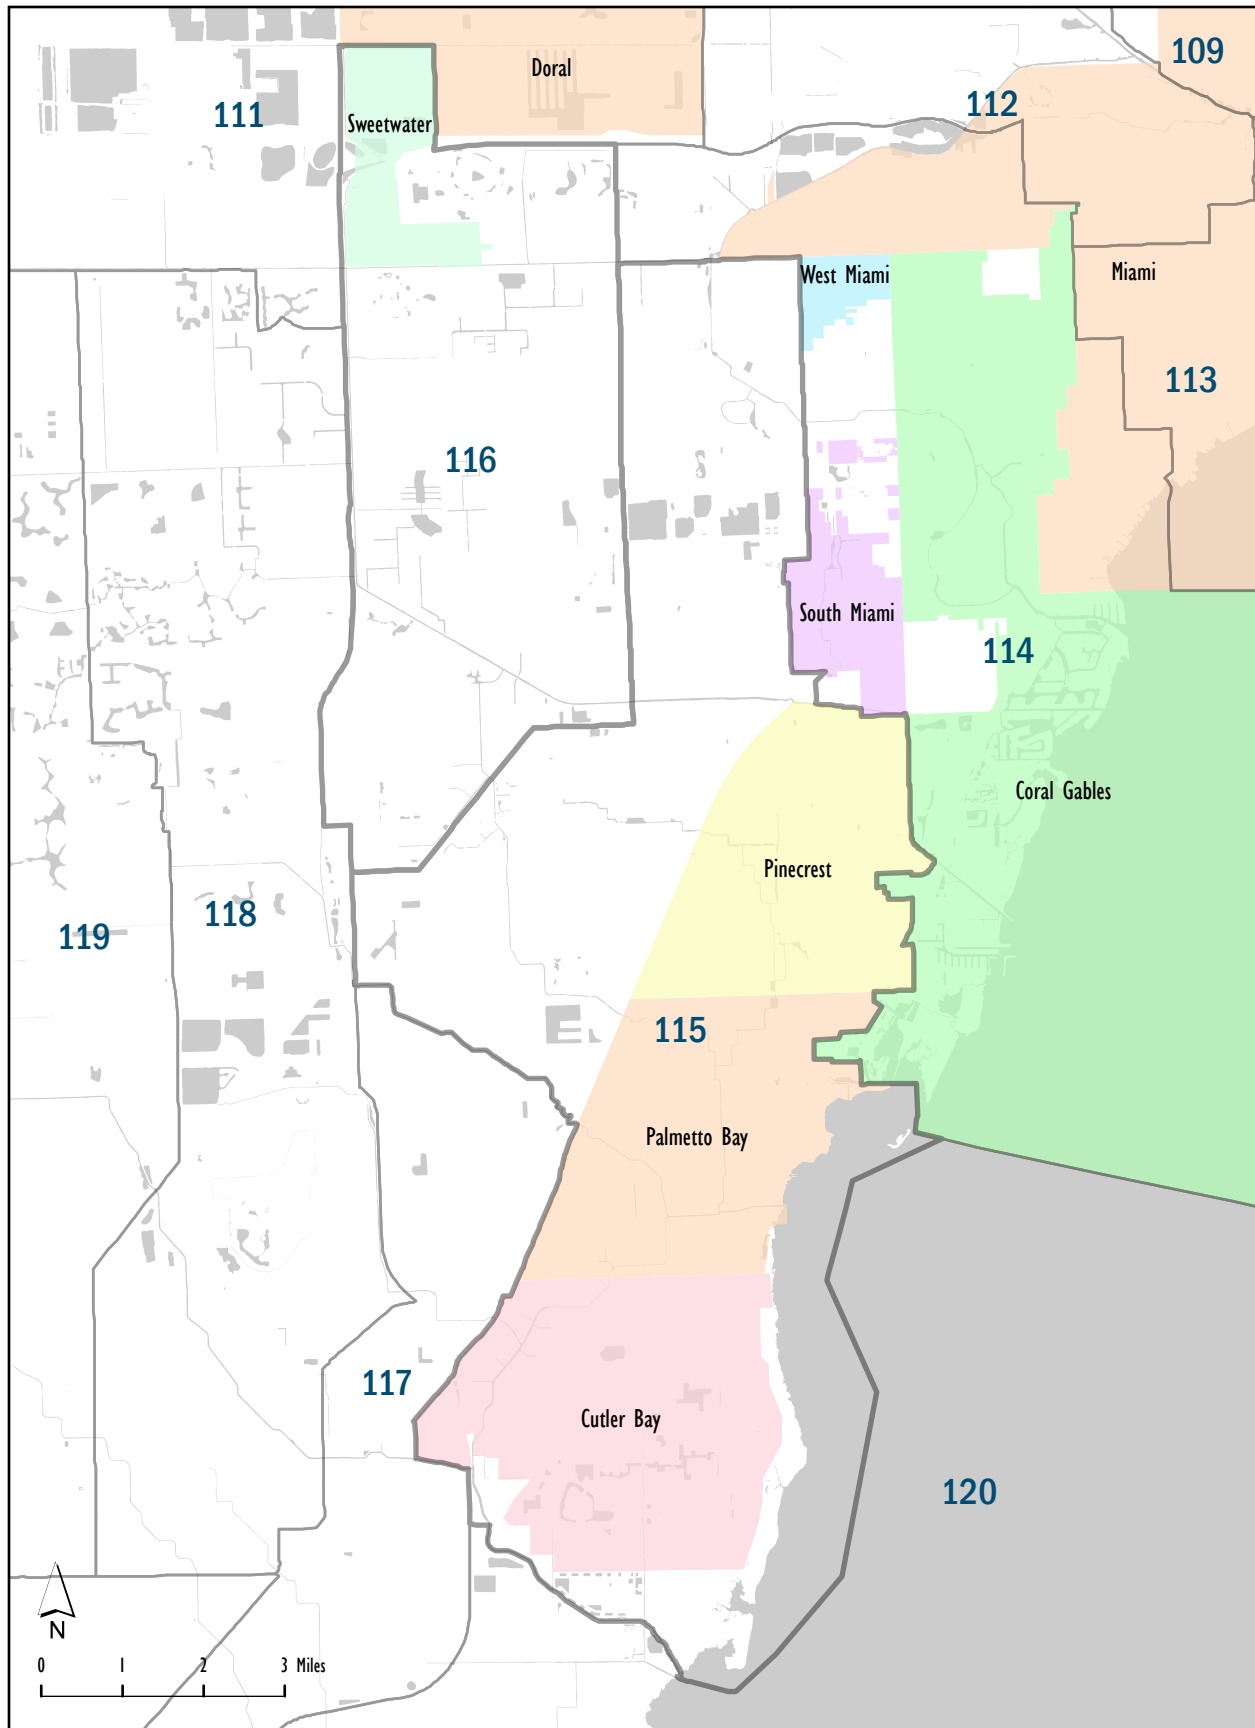 109
Doral
112
111
Sweetwater
West Miami
Miami
113
116
South Miami
114
Coral Gables
Pinecrest
118
119
115
Palmetto Bay
117
Cutler Bay
120
N
0 1 2 3 Miles